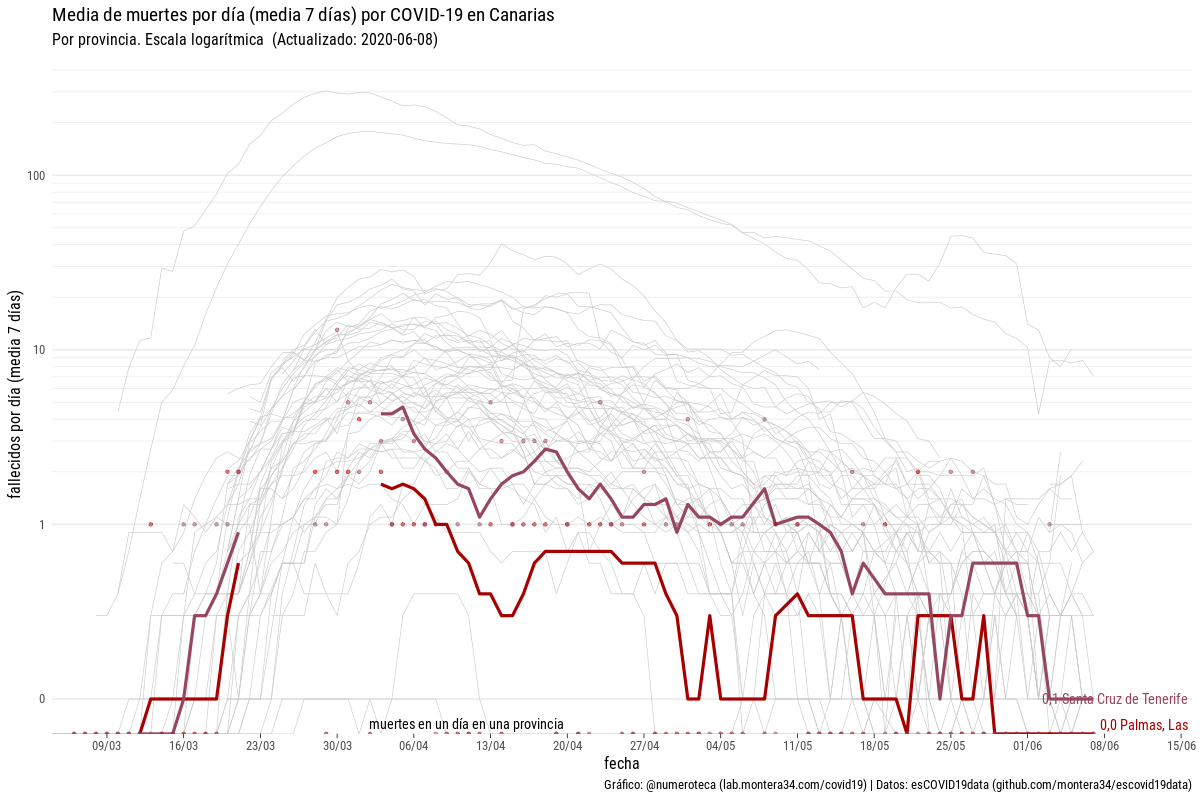 Media de muertes por día (media 7 días) por COVID-19 en Canarias
Por provincia. Escala logarítmica (Actualizado: 2020-06-08)
fallecidos por día (media 7 días)
100
10
1
0
0,1 Santa Cruz de Tenerife
0,0 Palmas, Las
muertes en un día en una provincia
09/03 16/03 23/03 30/03 06/04 13/04 20/04 27/04 04/05 11/05 18/05 25/05 01/06 08/06 15/06
fecha
Gráfico: @numeroteca (lab.montera34.com/covid19) | Datos: esCOVID19data (github.com/montera34/escovid19data)